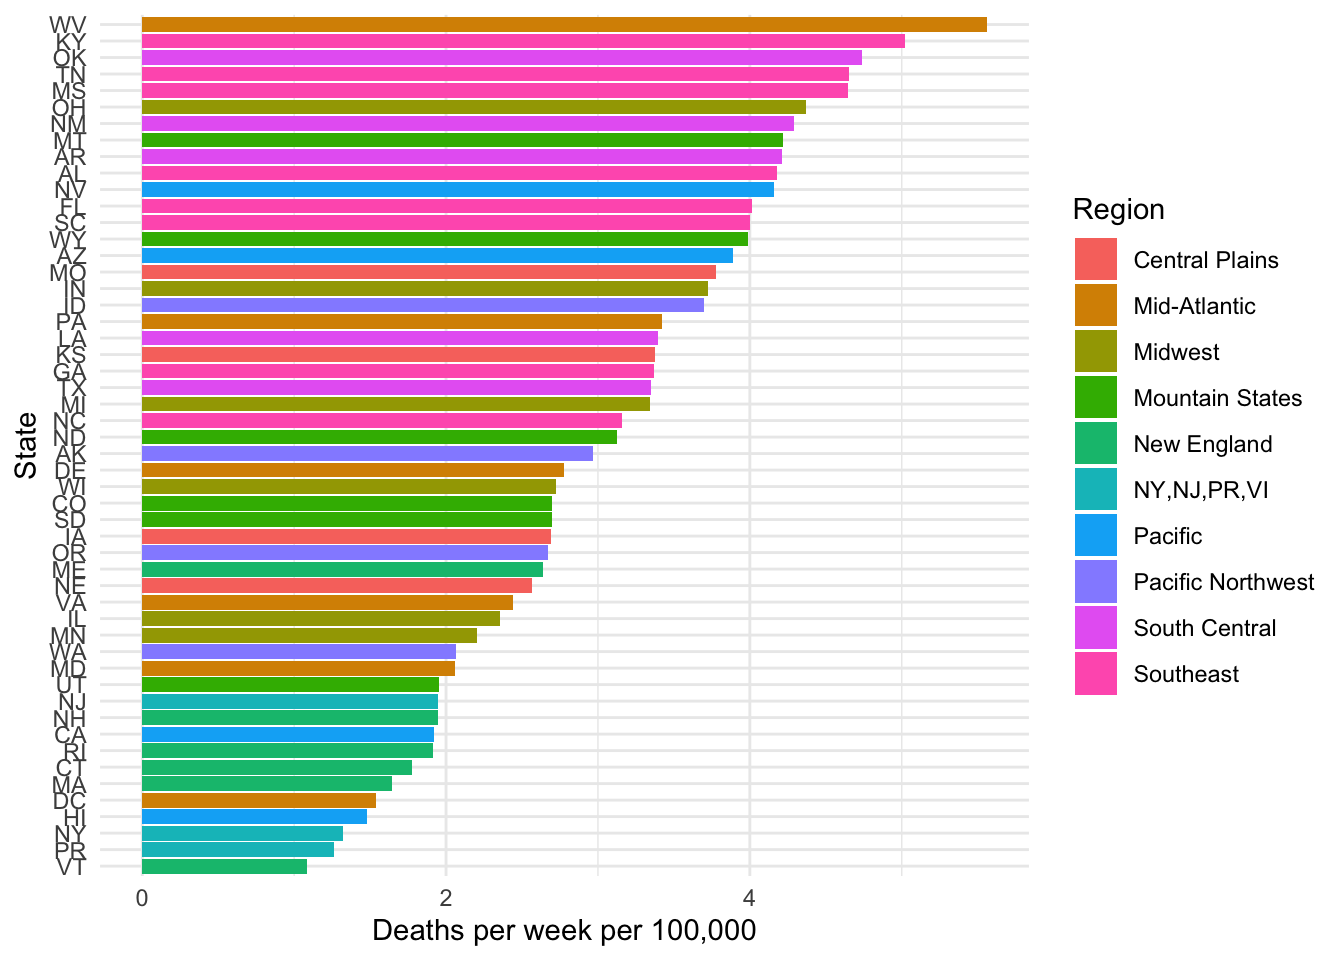 WV
KY
OK
TN
MS
OH
NM
MT
AR
AL
NV
FL
SC
WY
AZ
MO
IN
ID
PA
LA
KS
GA
TX
MI
NC
ND
AK
DE
WI
CO
SD
IA
OR
ME
NE
VA
IL
MN
WA
MD
UT
NJ
NH
CA
RI
CT
MA
DC
HI
NY
PR
VT
State
0 2 4
Deaths per week per 100,000
Region
Central Plains
Mid-Atlantic
Midwest
Mountain States
New England
NY,NJ,PR,VI
Pacific
Pacific Northwest
South Central
Southeast